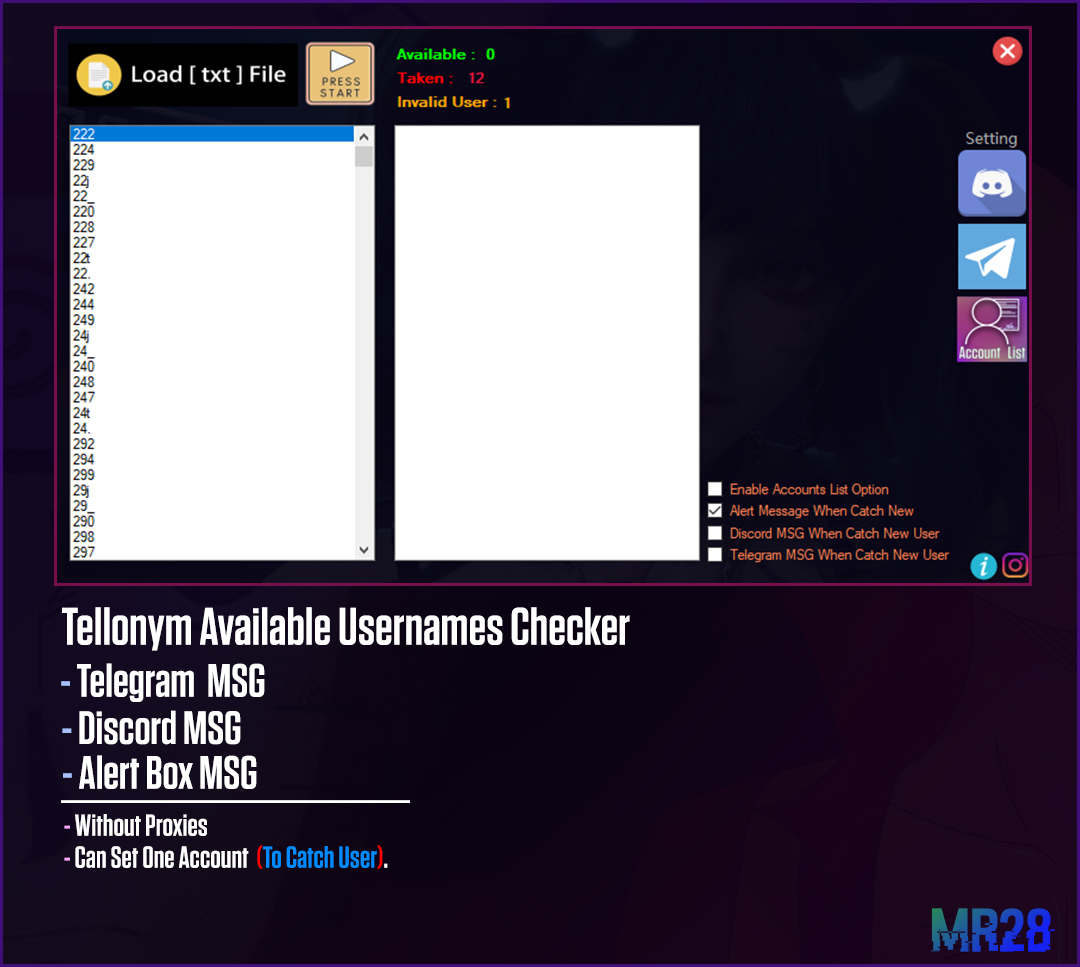 Load [ txt ] File
PRESS
START
Available : 0
Taken : 12
Invalid User : 1
Setting
222
224
229
22j
22_
220
228
227
22t
22.
242
244
249
24j
24_
240
248
247
24t
24.
292
294
299
29j
29_
290
298
297
Account List
Enable Accounts List Option
Alert Message When Catch New
Discord MSG When Catch New User
Telegram MSG When Catch New User
i
Tellonym Available Usernames Checker
- Telegram MSG
- Discord MSG
- Alert Box MSG
- Without Proxies
- Can Set One Account (To Catch User).
MR28